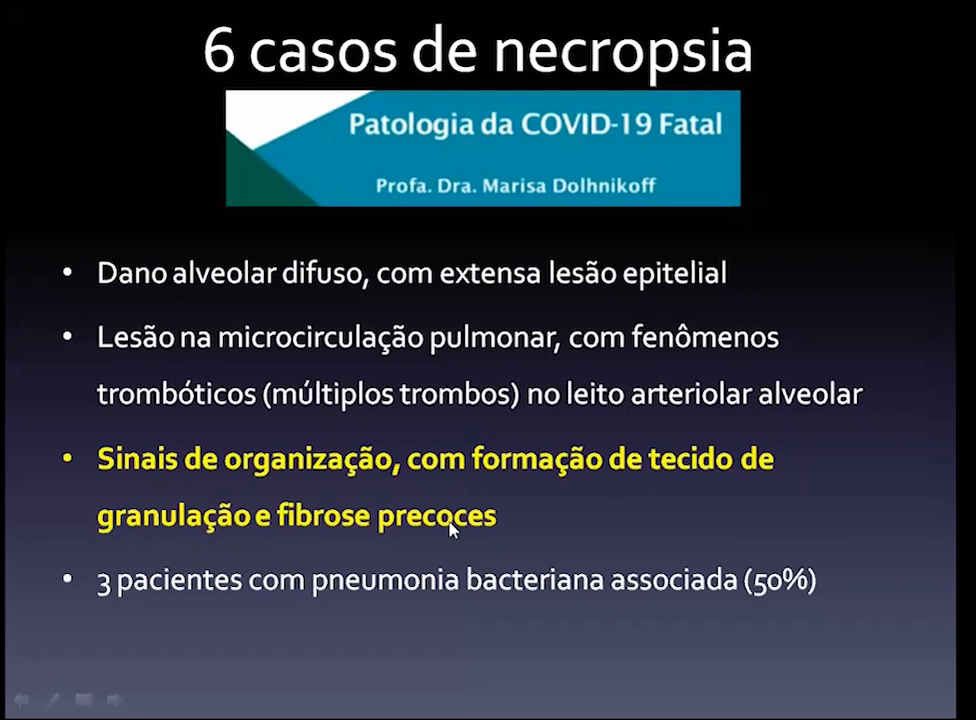 6 casos de necropsia
Patologia da COVID-19 Fatal
Profa. Dra. Marisa Dolhnikoff
• Dano alveolar difuso, com extensa lesão epitelial
• Lesão na microcirculação pulmonar, com fenômenos
trombóticos (múltiplos trombos) no leito arteriolar alveolar
• Sinais de organização, com formação de tecido de
granulação e fibrose precoces
• 3 pacientes com pneumonia bacteriana associada (50%)